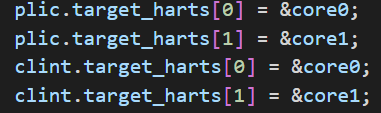 plic.target_harts[0] = &core0;
plic.target_harts[1] = &core1;
clint.target_harts[0] = &core0;
clint.target_harts[1] = &core1;